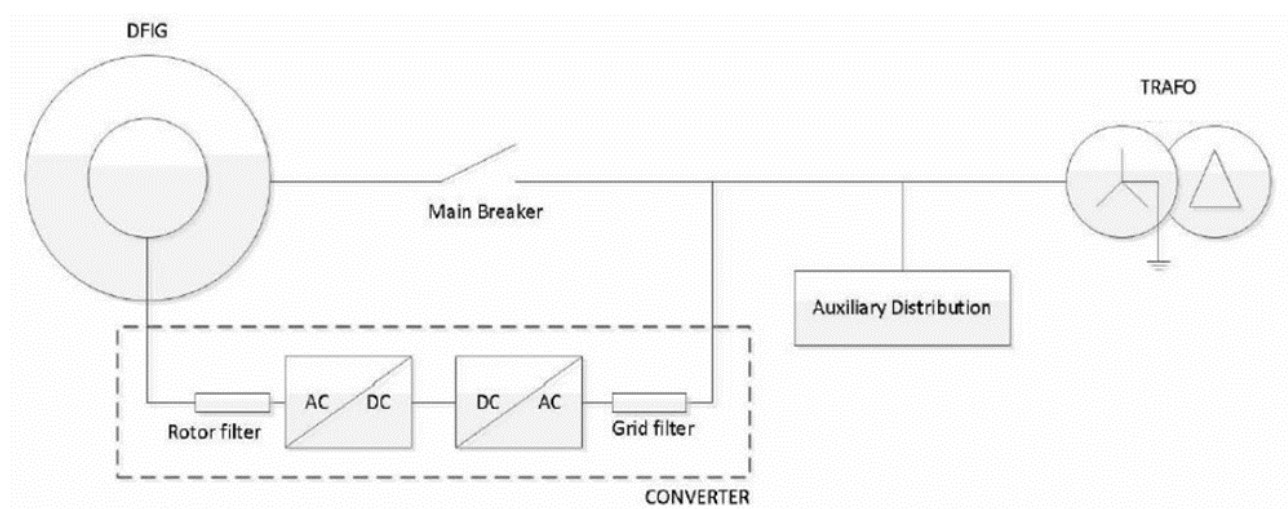 DFIG
TRAFO
Main Breaker
Auxiliary Distribution
AC
DC
DC
AC
Rotor filter
Grid filter
CONVERTER